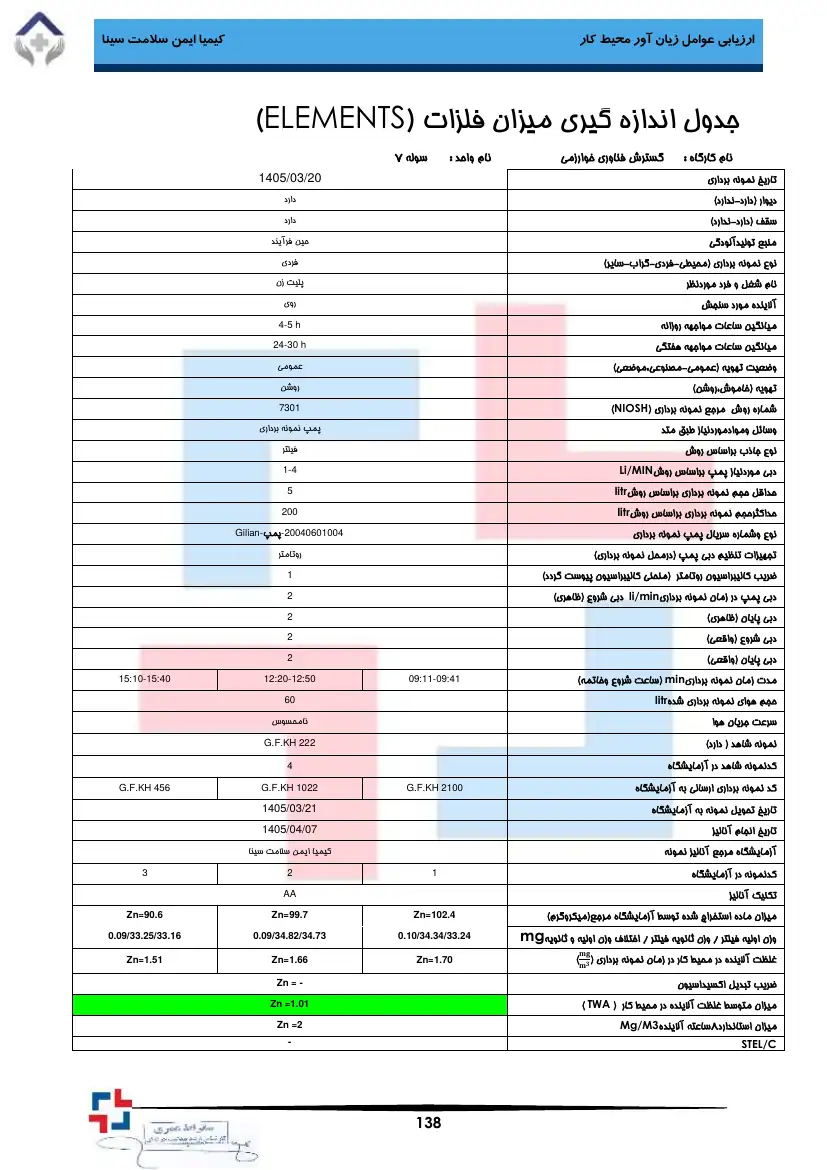 ارزیابی عوامل زیان آور محیط کار کیمیا ایمن سلامت سینا
جدول اندازه گیری میزان فلزات (ELEMENTS)
نام کارگاه : گسترش فناوری خوارزمی نام واحد : سوله ۷
تاریخ نمونه برداری 1405/03/20
دیوار (دارد-ندارد) دارد
سقف (دارد-ندارد) دارد
منبع تولیدآلودگی حین فرآیند
نوع نمونه برداری (محیطی-فردی-گراب-سایر) فردی
نام شغل و فرد موردنظر پلیت زن
آلاینده مورد سنجش روی
میانگین ساعات مواجهه روزانه 4-5 h
میانگین ساعات مواجهه هفتگی 24-30 h
وضعیت تهویه (عمومی-مصنوعی،موضعی) عمومی
تهویه (خاموش،روشن) روشن
شماره روش مرجع نمونه برداری (NIOSH) 7301
وسائل ومواد موردنیاز طبق متد پمپ نمونه برداری
نوع جاذب براساس روش فیلتر
دبی موردنیاز پمپ براساس روش Li/MIN 1-4
حداقل حجم نمونه برداری براساس روش litr 5
حداکثرحجم نمونه برداری براساس روش litr 200
نوع وشماره سریال پمپ نمونه برداری Gilian-پمپ-20040601004
تجهیزات تنظیم دبی پمپ (درمحل نمونه برداری) روتامتر
ضریب کالیبراسیون روتامتر (منحنی کالیبراسیون پیوست گردد) 1
دبی پمپ در زمان نمونه برداری li/min دبی شروع (ظاهری) 2
دبی پایان (ظاهری) 2
دبی شروع (واقعی) 2
دبی پایان (واقعی) 2
مدت زمان نمونه برداری min (ساعت شروع وخاتمه) 09:11-09:41 12:20-12:50 15:10-15:40
حجم هوای نمونه برداری شده litr 60
سرعت جریان هوا نامحسوس
نمونه شاهد ( دارد) G.F.KH 222
کدنمونه شاهد در آزمایشگاه 4
کد نمونه برداری ارسالی به آزمایشگاه G.F.KH 2100 G.F.KH 1022 G.F.KH 456
تاریخ تحویل نمونه به آزمایشگاه 1405/03/21
تاریخ انجام آنالیز 1405/04/07
آزمایشگاه مرجع آنالیز نمونه کیمیا ایمن سلامت سینا
کدنمونه در آزمایشگاه 1 2 3
تکنیک آنالیز AA
میزان ماده استخراج شده توسط آزمایشگاه مرجع(میکروگرم) Zn=102.4 Zn=99.7 Zn=90.6
وزن اولیه فیلتر / وزن ثانویه فیلتر / اختلاف وزن اولیه و ثانویه mg 0.10/34.34/33.24 0.09/34.82/34.73 0.09/33.25/33.16
غلظت آلاینده در محیط کار در زمان نمونه برداری (mg/m³) Zn=1.70 Zn=1.66 Zn=1.51
ضریب تبدیل اکسیداسیون Zn = -
میزان متوسط غلظت آلاینده در محیط کار ( TWA ) Zn =1.01
میزان استاندارد۸ساعته آلاینده Mg/M3 Zn =2
STEL/C -
138